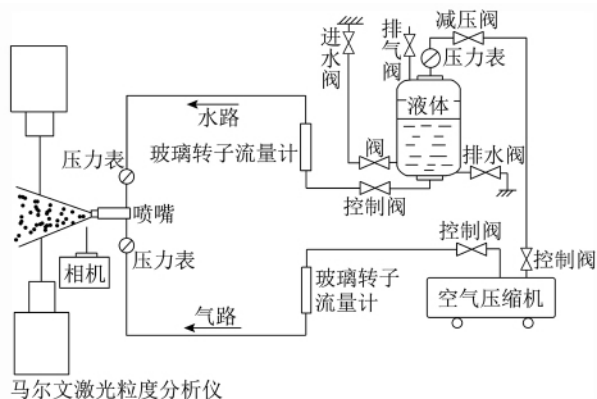 进水阀
排气阀
减压阀
压力表
液体
水路
玻璃转子流量计
阀
排水阀
压力表
控制阀
喷嘴
压力表
控制阀
控制阀
相机
玻璃转子
流量计
空气压缩机
气路
马尔文激光粒度分析仪